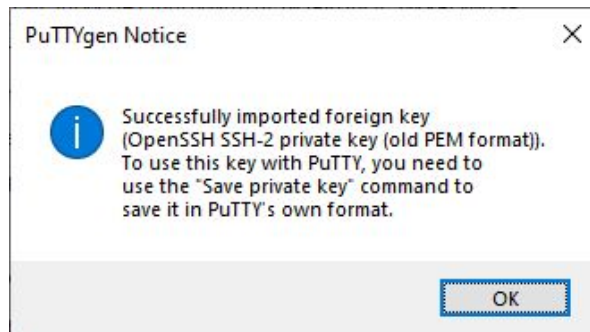 PuTTYgen Notice
Successfully imported foreign key
(OpenSSH SSH-2 private key (old PEM format)).
To use this key with PuTTY, you need to
use the "Save private key" command to
save it in PuTTY's own format.
OK